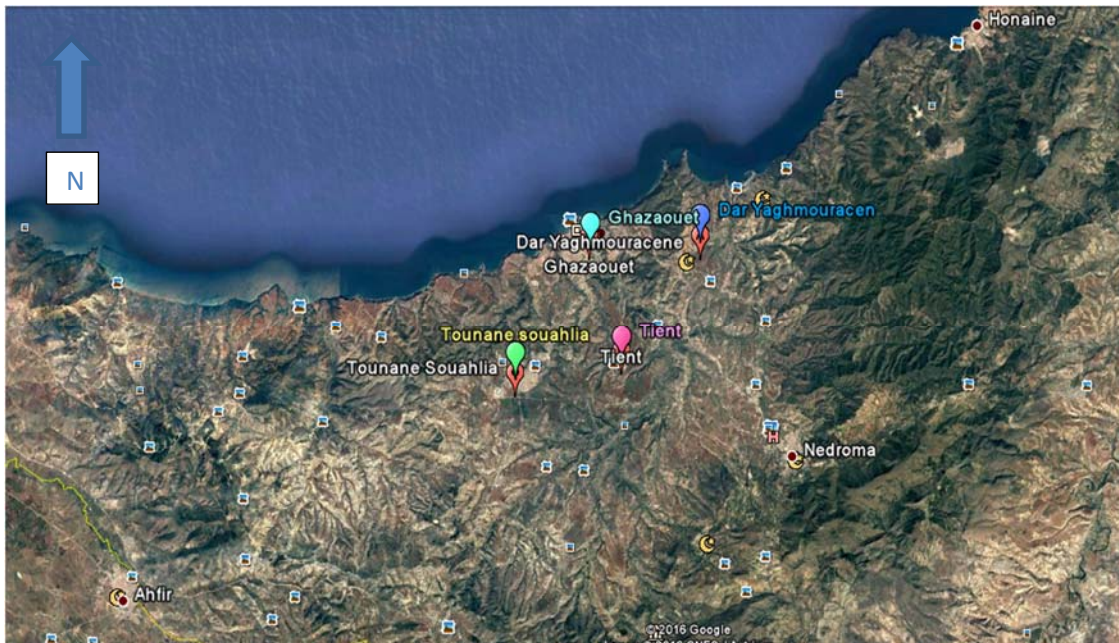 Honaine
N
Ghazaouet
Dar Yaghmouracen
Dar Yaghmouracene
Ghazaouet
Tounane souahlia
Tient
Tient
Tounane Souahlia
H
Nedroma
Ahfir
© 2016 Google